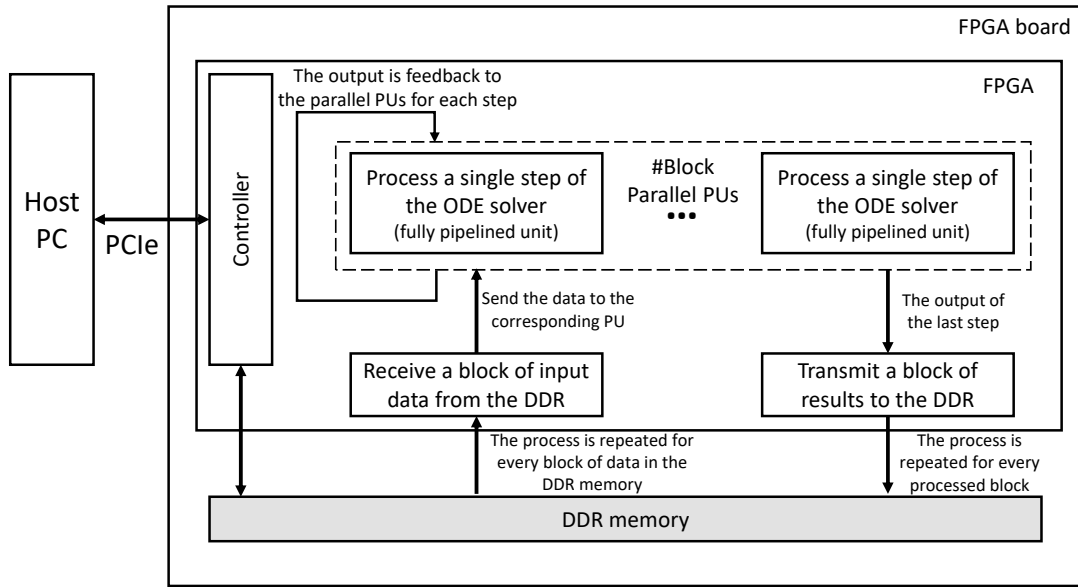 FPGA board
FPGA
The output is feedback to
the parallel PUs for each step
Host
PC
PCIe
Controller
Process a single step of
the ODE solver
(fully pipelined unit)
#Block
Parallel PUs
...
Process a single step of
the ODE solver
(fully pipelined unit)
Send the data to the
corresponding PU
The output of
the last step
Receive a block of input
data from the DDR
Transmit a block of
results to the DDR
The process is repeated for
every block of data in the
DDR memory
The process is
repeated for every
processed block
DDR memory